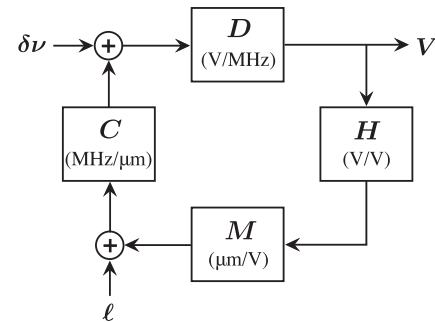 D
(V/MHz)
δν
+
V
C
(MHz/μm)
H
(V/V)
M
(μm/V)
+
ℓ